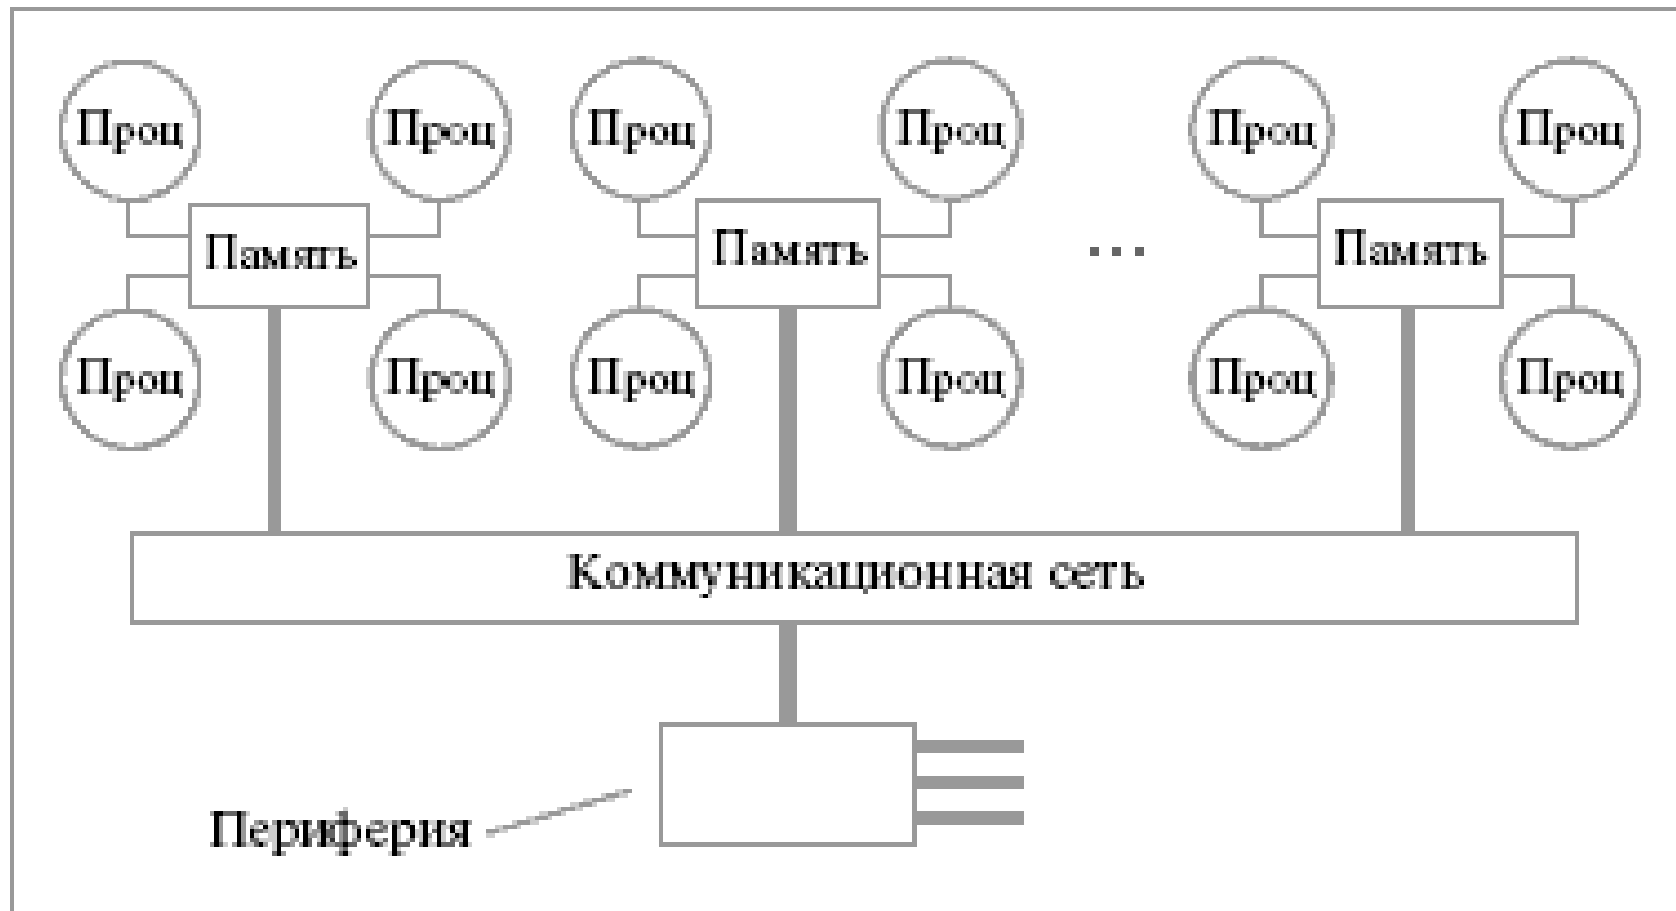 Проц Проц Проц Проц Проц Проц
Память Память ... Память
Проц Проц Проц Проц Проц Проц
Коммуникационная сеть
Периферия